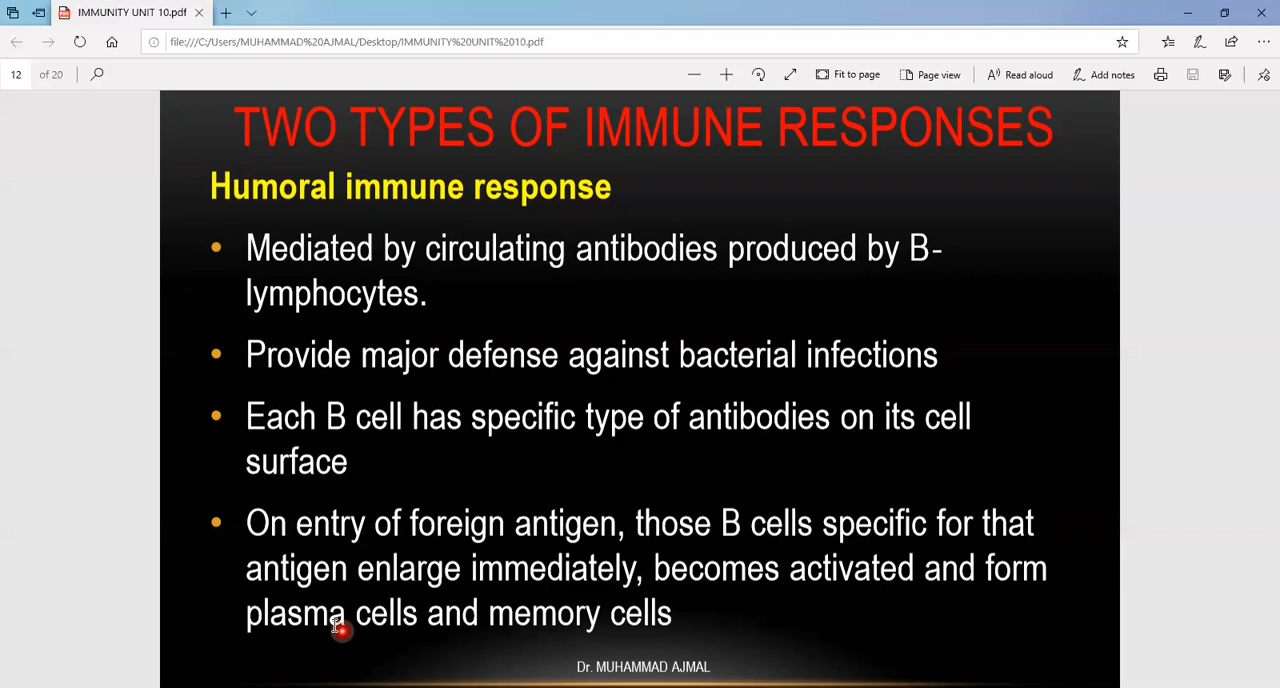 IMMUNITY UNIT 10.pdf
file:///C:/Users/MUHAMMAD%20AJMAL/Desktop/IMMUNITY%20UNIT%2010.pdf
12 of 20 Fit to page Page view Read aloud Add notes
TWO TYPES OF IMMUNE RESPONSES
Humoral immune response
• Mediated by circulating antibodies produced by B-
lymphocytes.
• Provide major defense against bacterial infections
• Each B cell has specific type of antibodies on its cell
surface
• On entry of foreign antigen, those B cells specific for that
antigen enlarge immediately, becomes activated and form
plasma cells and memory cells
Dr. MUHAMMAD AJMAL